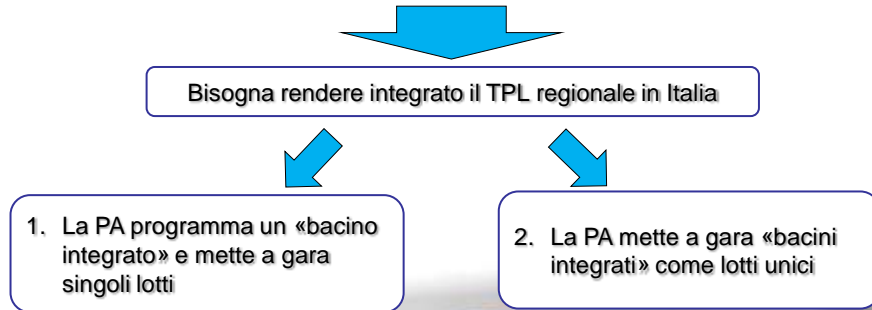 Bisogna rendere integrato il TPL regionale in Italia
1. La PA programma un «bacino
integrato» e mette a gara
singoli lotti
2. La PA mette a gara «bacini
integrati» come lotti unici